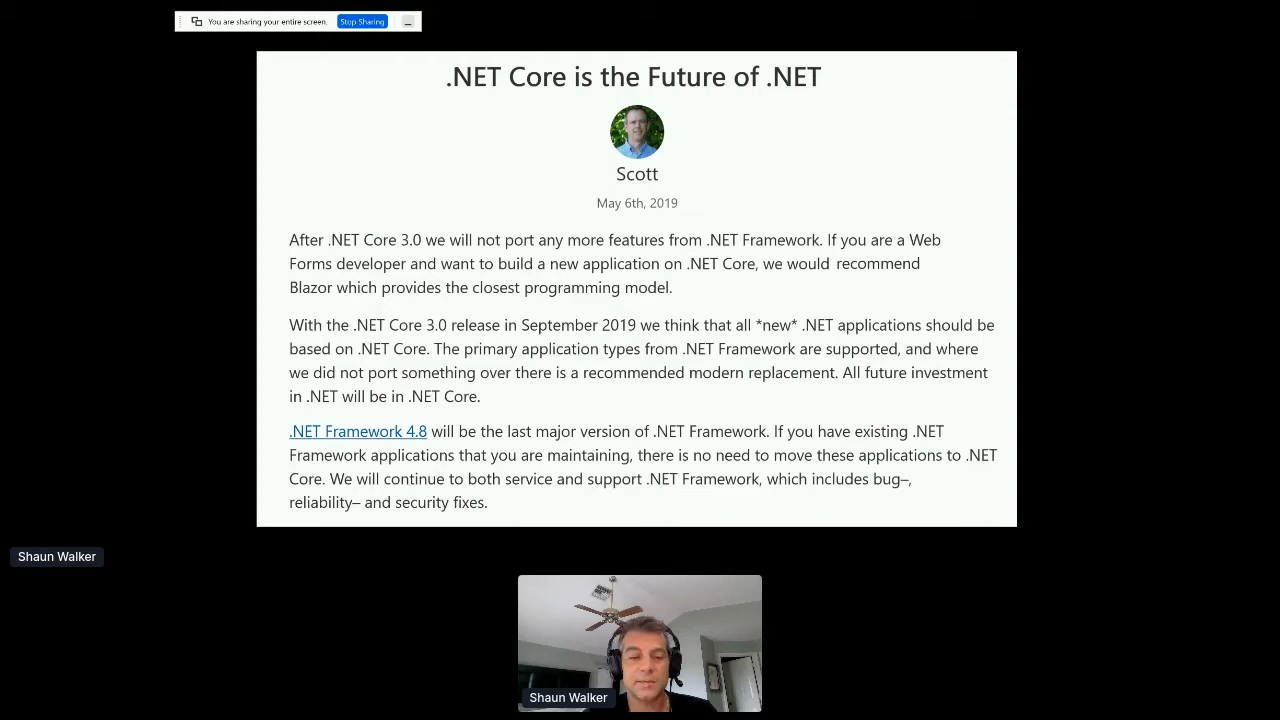 You are sharing your entire screen. Stop Sharing
.NET Core is the Future of .NET
Scott
May 6th, 2019
After .NET Core 3.0 we will not port any more features from .NET Framework. If you are a Web
Forms developer and want to build a new application on .NET Core, we would recommend
Blazor which provides the closest programming model.
With the .NET Core 3.0 release in September 2019 we think that all *new* .NET applications should be
based on .NET Core. The primary application types from .NET Framework are supported, and where
we did not port something over there is a recommended modern replacement. All future investment
in .NET will be in .NET Core.
.NET Framework 4.8 will be the last major version of .NET Framework. If you have existing .NET
Framework applications that you are maintaining, there is no need to move these applications to .NET
Core. We will continue to both service and support .NET Framework, which includes bug–,
reliability– and security fixes.
Shaun Walker
Shaun Walker